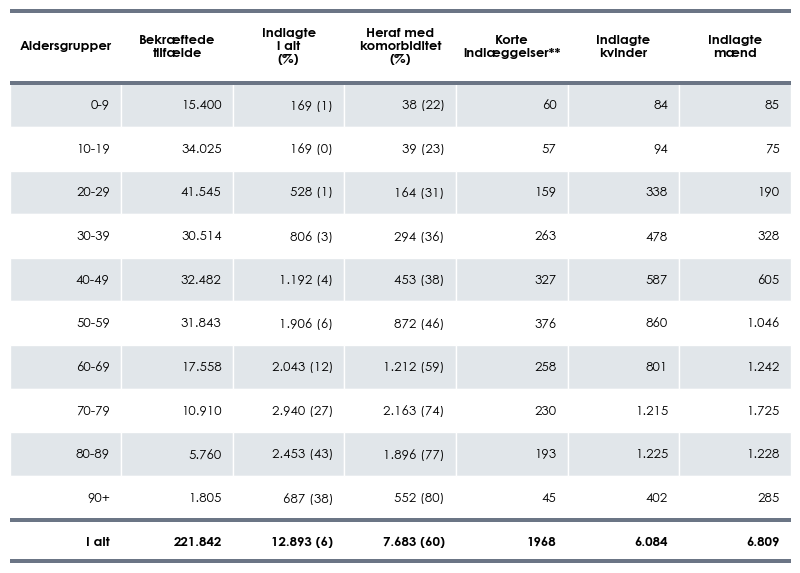 Aldersgrupper Bekræftede tilfælde Indlagte I alt (%) Heraf med komorbiditet (%) Korte indlæggelser** Indlagte kvinder Indlagte mænd
0-9 15.400 169 (1) 38 (22) 60 84 85
10-19 34.025 169 (0) 39 (23) 57 94 75
20-29 41.545 528 (1) 164 (31) 159 338 190
30-39 30.514 806 (3) 294 (36) 263 478 328
40-49 32.482 1.192 (4) 453 (38) 327 587 605
50-59 31.843 1.906 (6) 872 (46) 376 860 1.046
60-69 17.558 2.043 (12) 1.212 (59) 258 801 1.242
70-79 10.910 2.940 (27) 2.163 (74) 230 1.215 1.725
80-89 5.760 2.453 (43) 1.896 (77) 193 1.225 1.228
90+ 1.805 687 (38) 552 (80) 45 402 285
I alt 221.842 12.893 (6) 7.683 (60) 1968 6.084 6.809